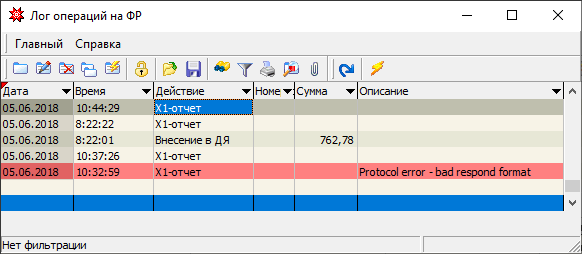 Лог операций на ФР
Главный Справка
Дата Время Действие Номе Сумма Описание
05.06.2018 10:44:29 X1-отчет
05.06.2018 8:22:22 X1-отчет
05.06.2018 8:22:01 Внесение в ДЯ 762,78
05.06.2018 10:37:26 X1-отчет
05.06.2018 10:32:59 X1-отчет Protocol error - bad respond format
Нет фильтрации